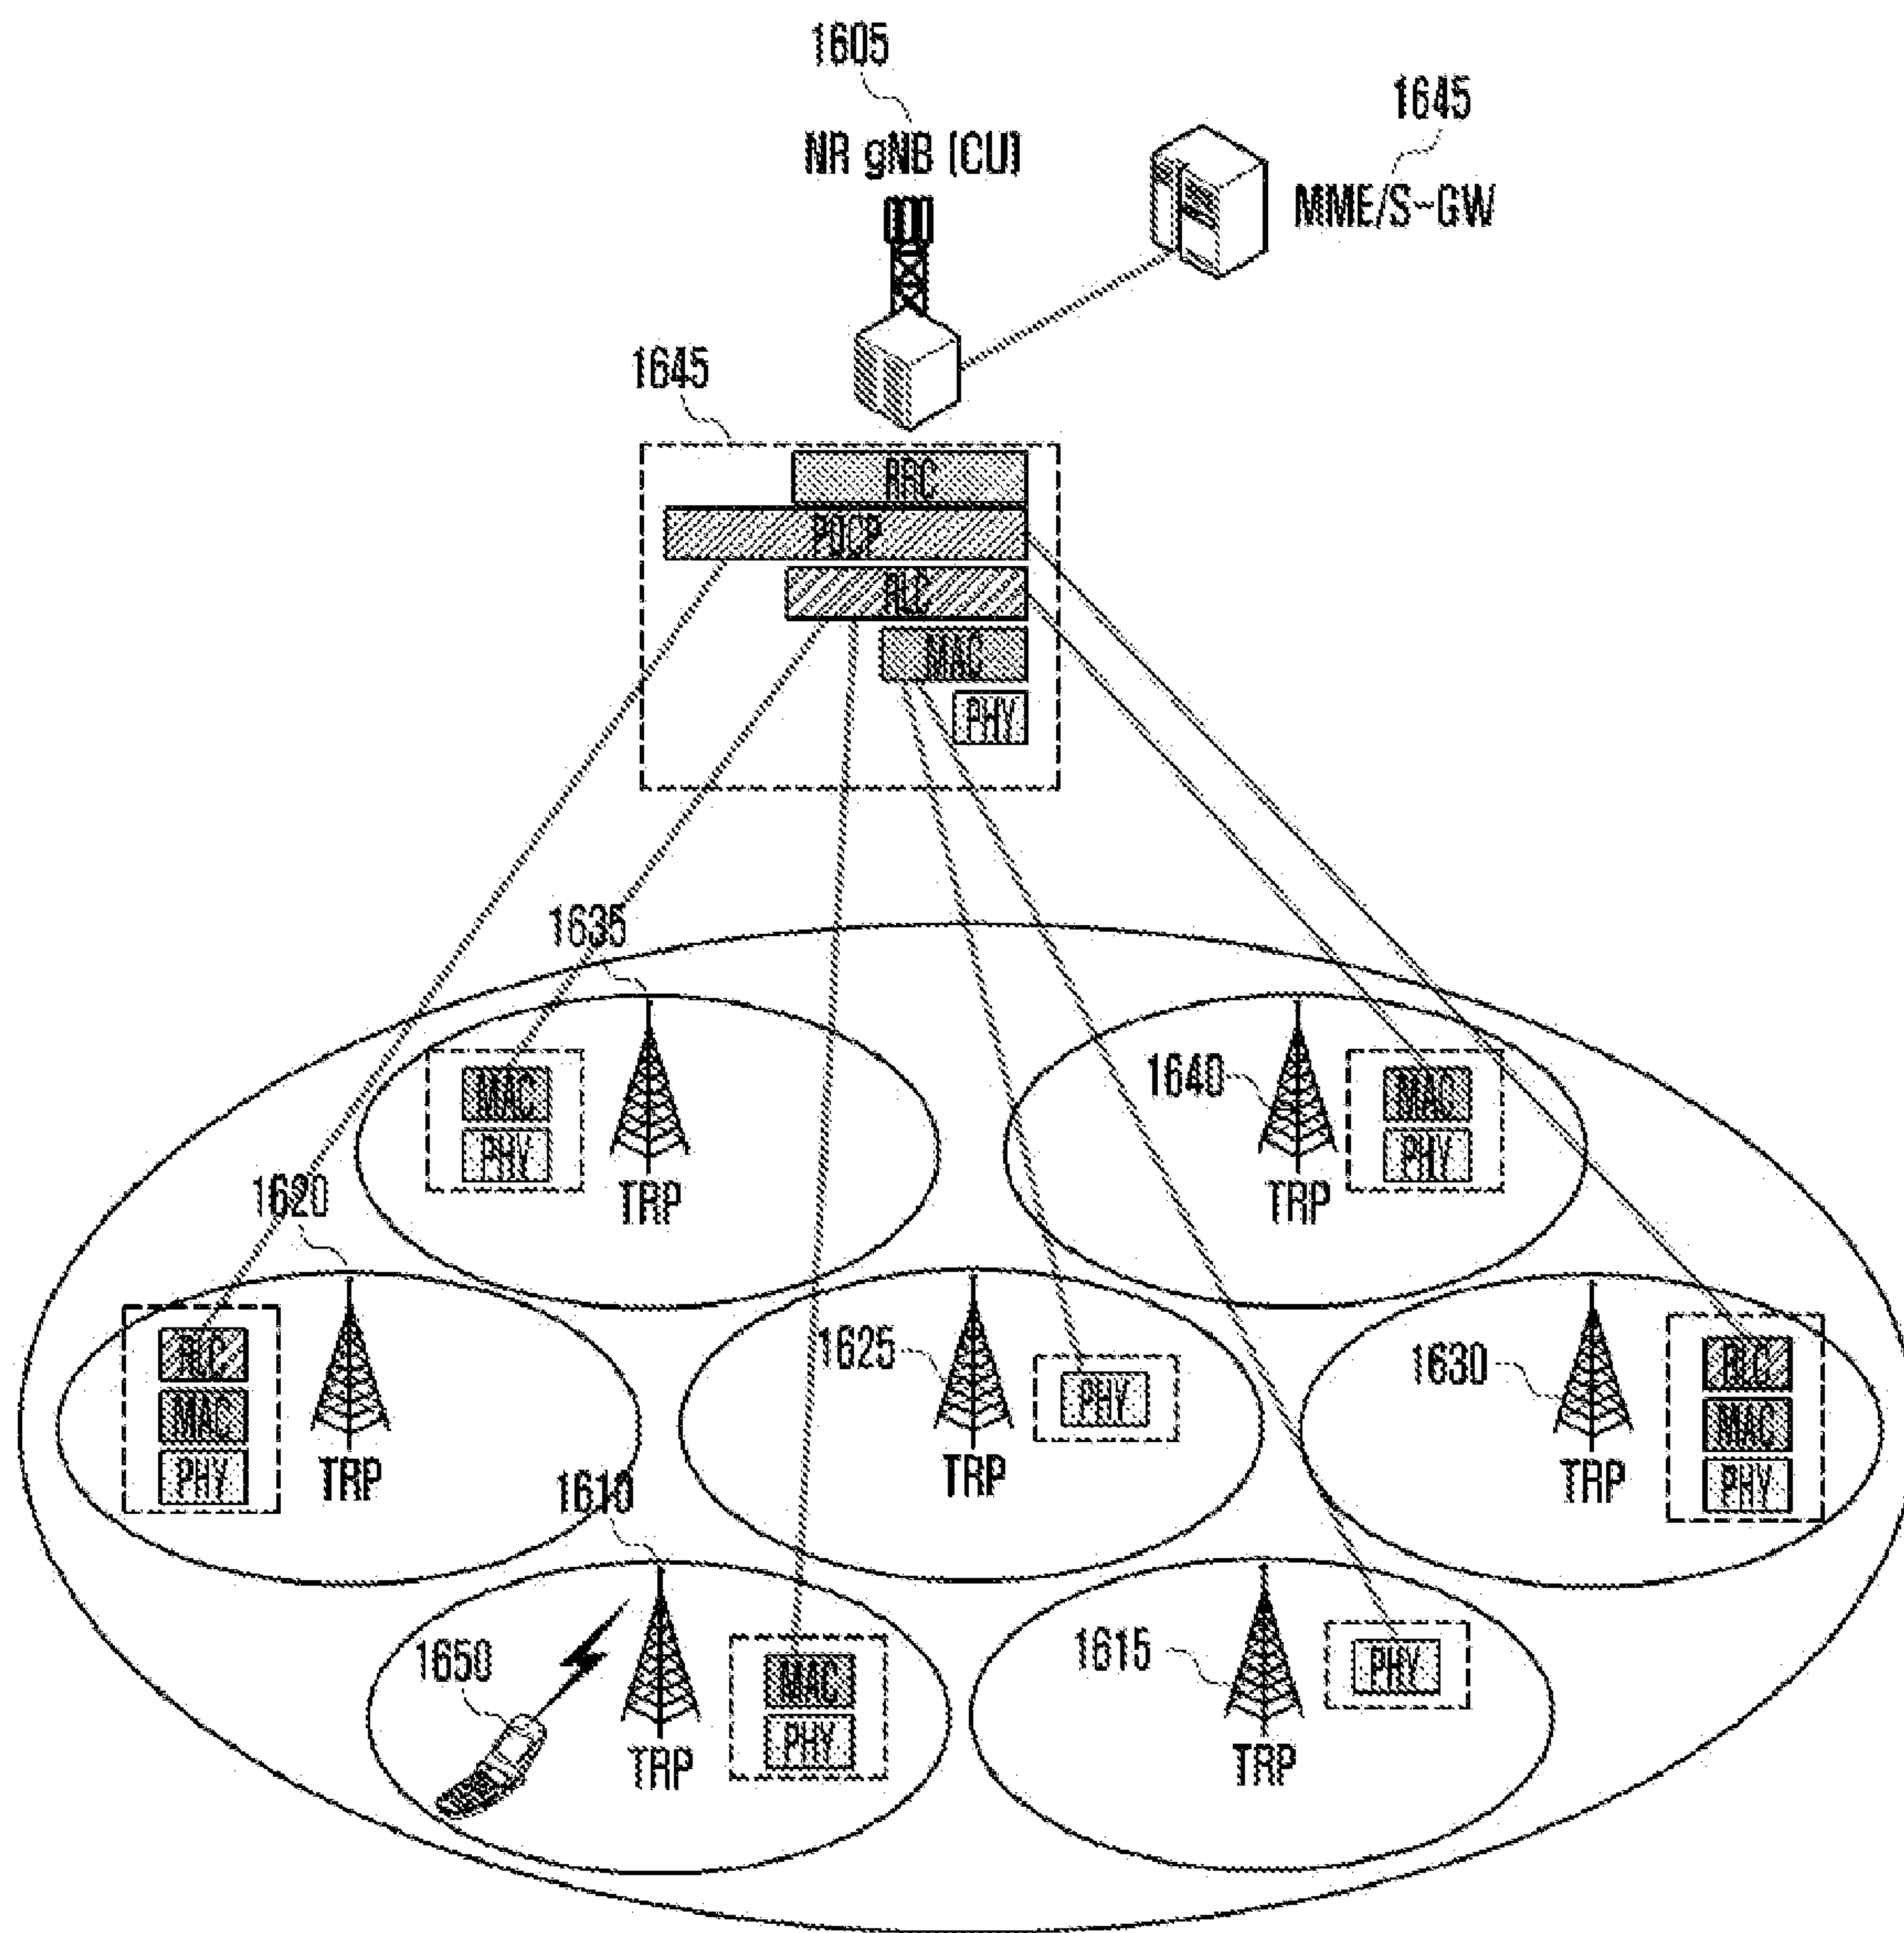 1605
NR gNB (CU)
1645
MME/S-GW
1645
RRC
PDCP
RLC
MAC
PHY
1635
MAC
PHY
TRP
1640
MAC
PHY
TRP
1620
RLC
MAC
PHY
TRP
1625
PHY
TRP
1630
RLC
MAC
PHY
TRP
1610
1650
MAC
PHY
TRP
1615
PHY
TRP